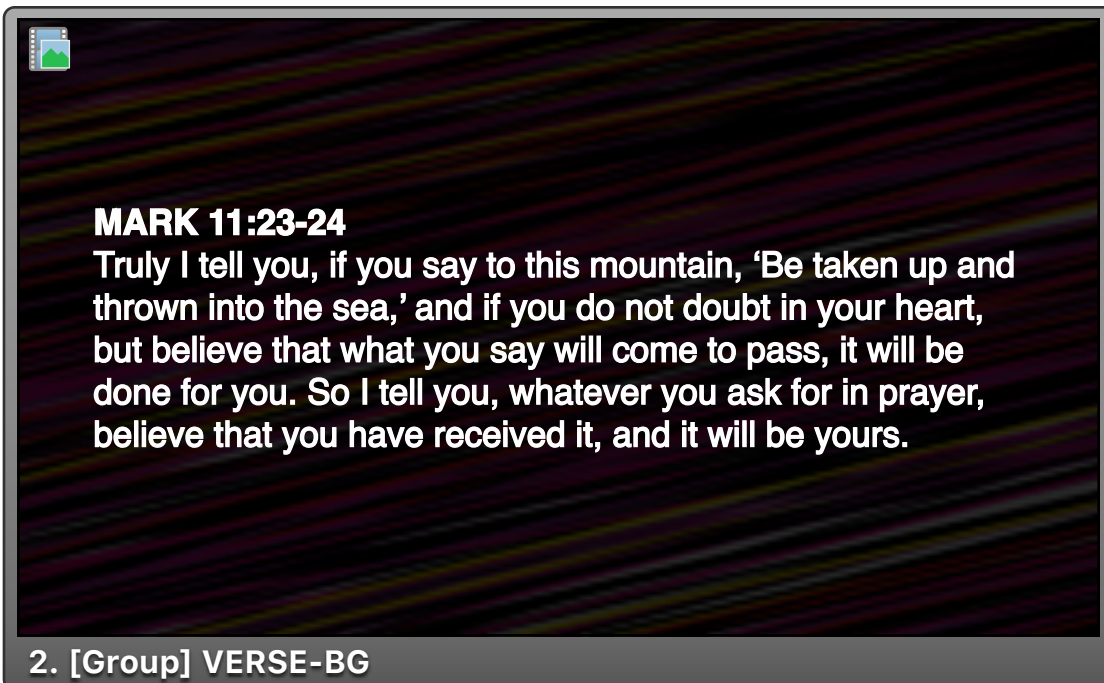 MARK 11:23-24
Truly I tell you, if you say to this mountain, ‘Be taken up and
thrown into the sea,’ and if you do not doubt in your heart,
but believe that what you say will come to pass, it will be
done for you. So I tell you, whatever you ask for in prayer,
believe that you have received it, and it will be yours.
2. [Group] VERSE-BG